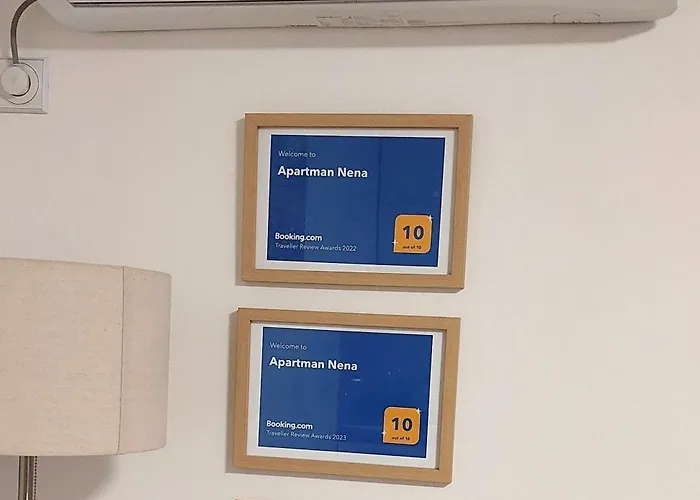 Welcome to
Apartman Nena
Booking.com
Traveller Review Awards 2022
10
out of 10
Welcome to
Apartman Nena
Booking.com
Traveller Review Awards 2023
10
out of 10